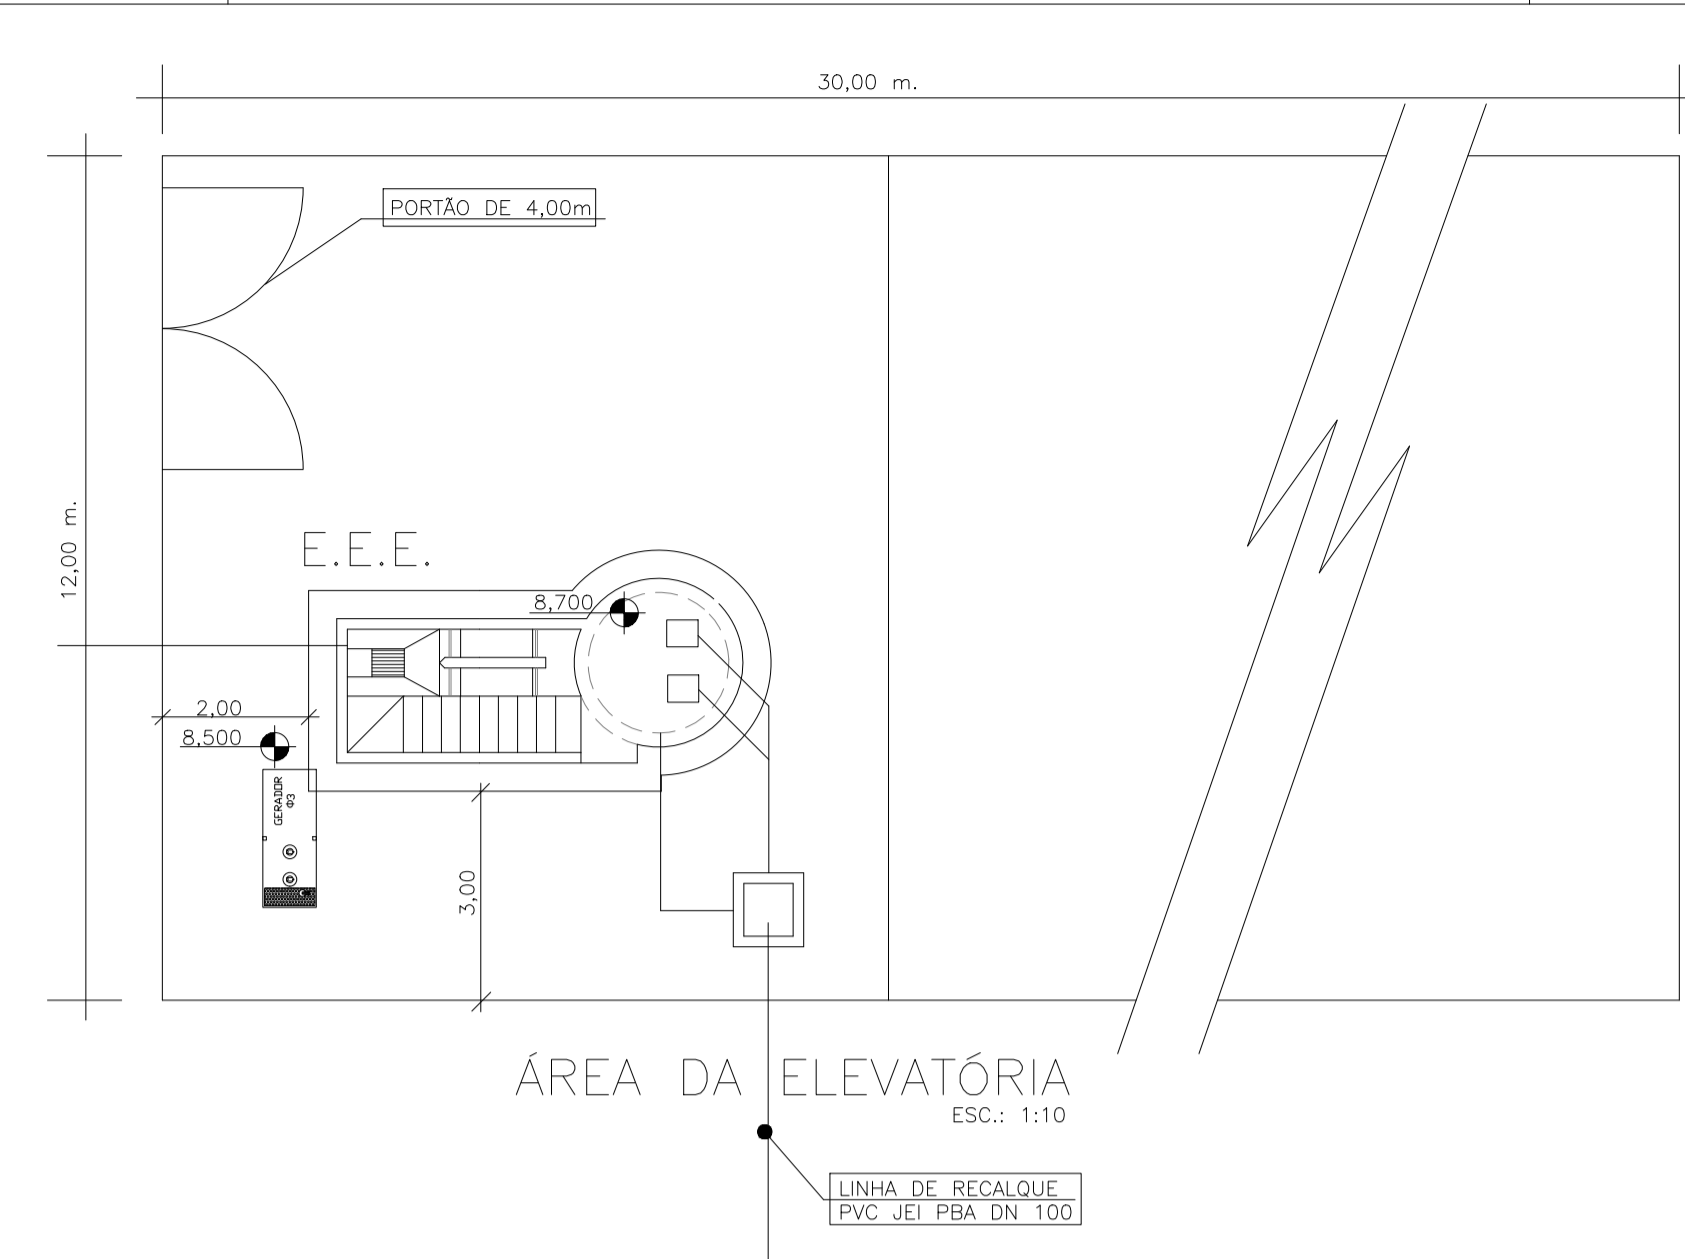 30,00 m.
PORTÃO DE 4,00m
12,00 m.
E.E.E.
8,700
2,00
8,500
GERADOR
Φ3
3,00
ÁREA DA ELEVATÓRIA
ESC.: 1:10
LINHA DE RECALQUE
PVC JEI PBA DN 100